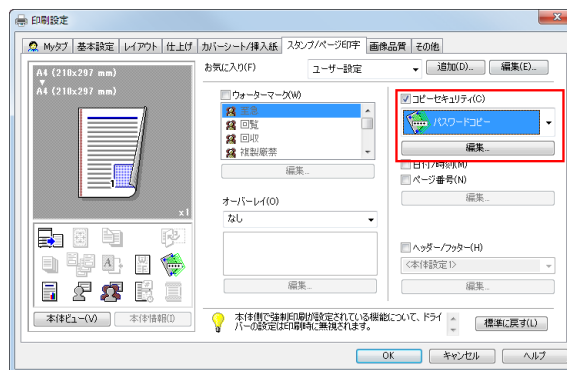 印刷設定
Myタブ 基本設定 レイアウト 仕上げ カバーシート/挿入紙 スタンプ/ページ印字 画像品質 その他
A4 (210x297 mm)
A4 (210x297 mm)
1
x1
本体ビュー(V) 本体情報(I)
お気に入り(F) ユーザー設定 追加(D)... 編集(E)...
ウォーターマーク(W)
至急
回覧
回収
複製厳禁
編集...
オーバーレイ(O)
なし
編集...
コピーセキュリティ(C)
パスワードコピー
編集...
日付/時刻(M)
ページ番号(N)
編集...
ヘッダー/フッター(H)
<本体設定1>
編集...
本体側で強制印刷が設定されている機能について、ドライ
バーの設定は印刷時に無視されます。
標準に戻す(L)
OK キャンセル ヘルプ